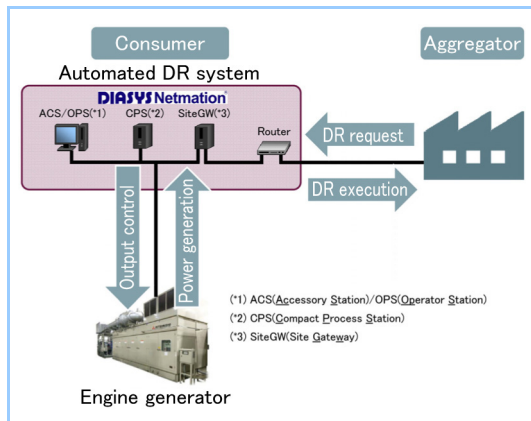 Consumer
Aggregator
Automated DR system
DIASYS Netmation®
ACS/OPS(*1)
CPS(*2)
SiteGW(*3)
Router
DR request
DR execution
Output control
Power generation
(*1) ACS(Accessory Station)/OPS(Operator Station)
(*2) CPS(Compact Process Station)
(*3) SiteGW(Site Gateway)
Engine generator